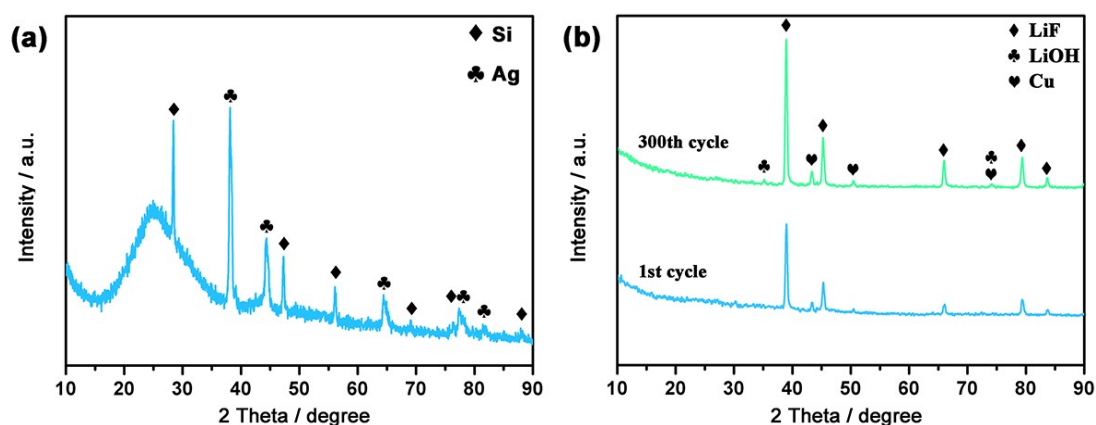 (a)
♦ Si
♣ Ag
Intensity / a.u.
10 20 30 40 50 60 70 80 90
2 Theta / degree
(b)
♦ LiF
♣ LiOH
♥ Cu
300th cycle
1st cycle
Intensity / a.u.
10 20 30 40 50 60 70 80 90
2 Theta / degree